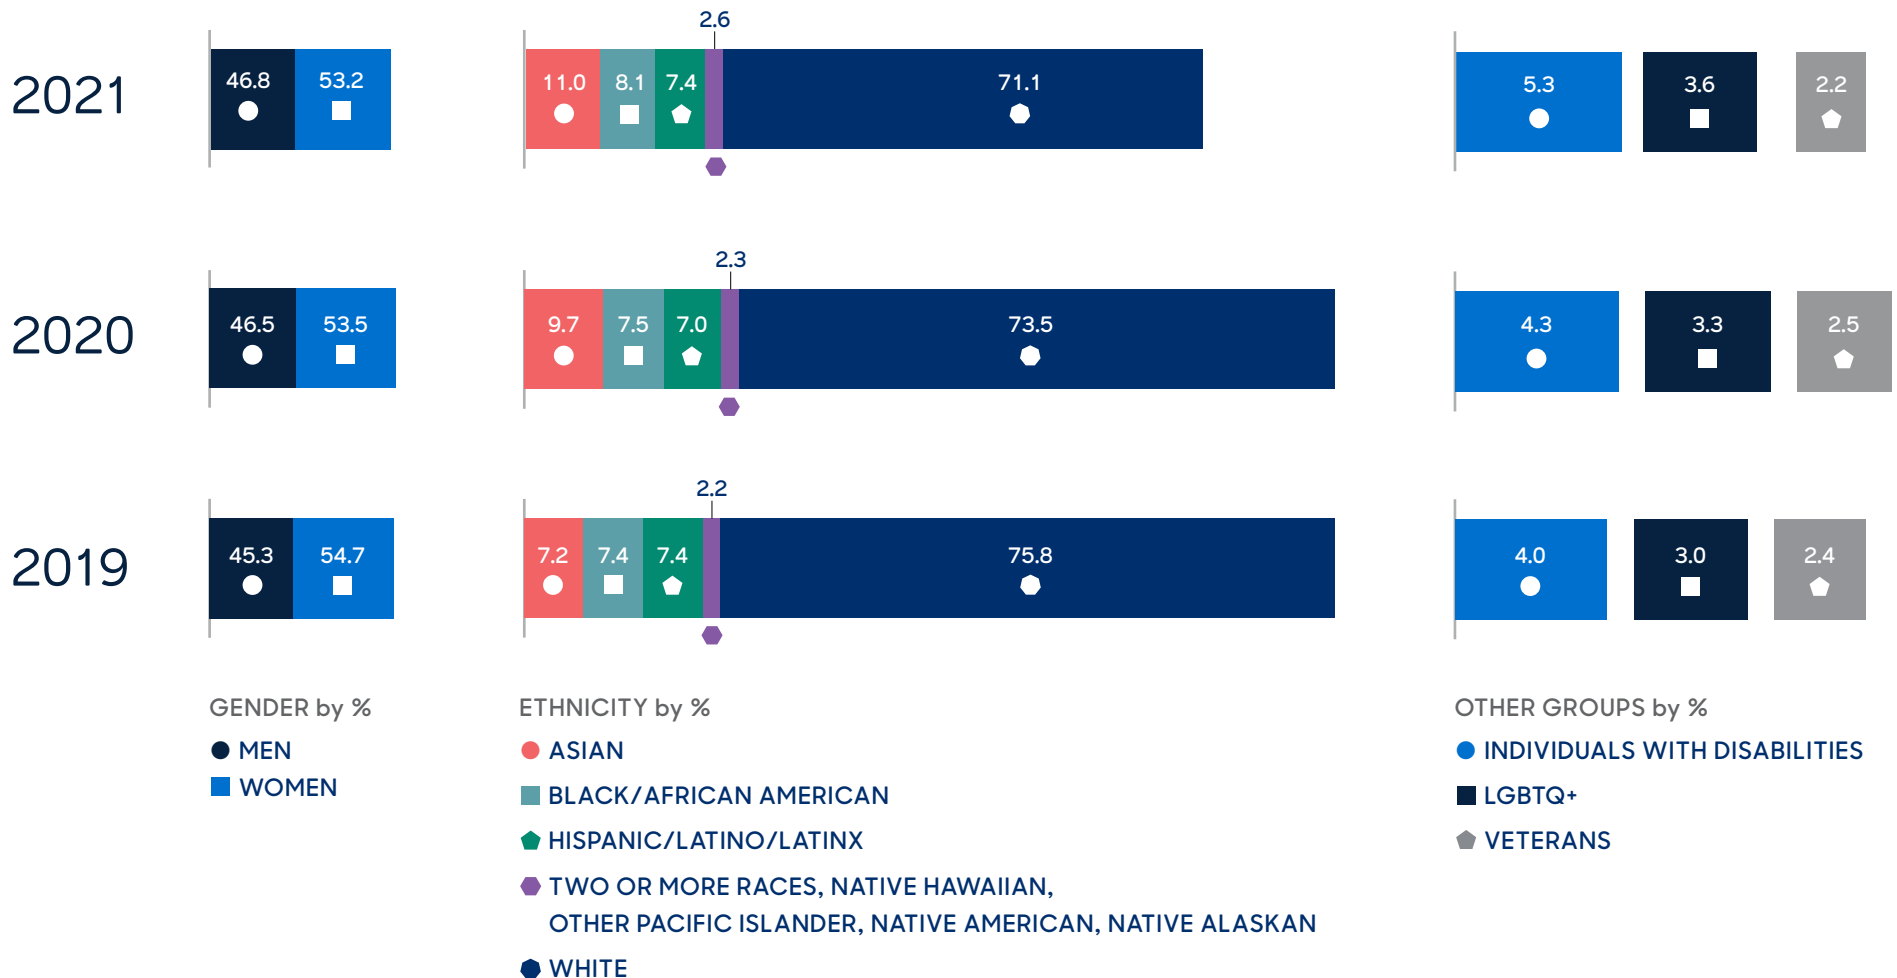 2.6
2021
46.8 53.2
11.0 8.1 7.4 71.1
5.3 3.6 2.2
2.3
2020
46.5 53.5
9.7 7.5 7.0 73.5
4.3 3.3 2.5
2.2
2019
45.3 54.7
7.2 7.4 7.4 75.8
4.0 3.0 2.4
GENDER by %
MEN
WOMEN
ETHNICITY by %
ASIAN
BLACK/AFRICAN AMERICAN
HISPANIC/LATINO/LATINX
TWO OR MORE RACES, NATIVE HAWAIIAN,
OTHER PACIFIC ISLANDER, NATIVE AMERICAN, NATIVE ALASKAN
WHITE
OTHER GROUPS by %
INDIVIDUALS WITH DISABILITIES
LGBTQ+
VETERANS